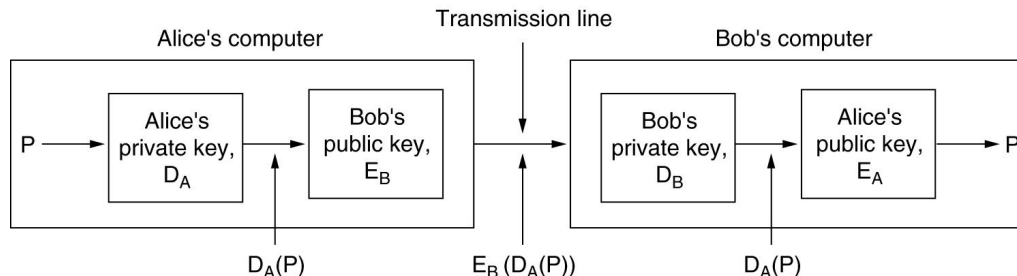 Transmission line
Alice's computer
Bob's computer
P
Alice's
private key,
D_A
Bob's
public key,
E_B
Bob's
private key,
D_B
Alice's
public key,
E_A
P
D_A(P)
E_B (D_A(P))
D_A(P)